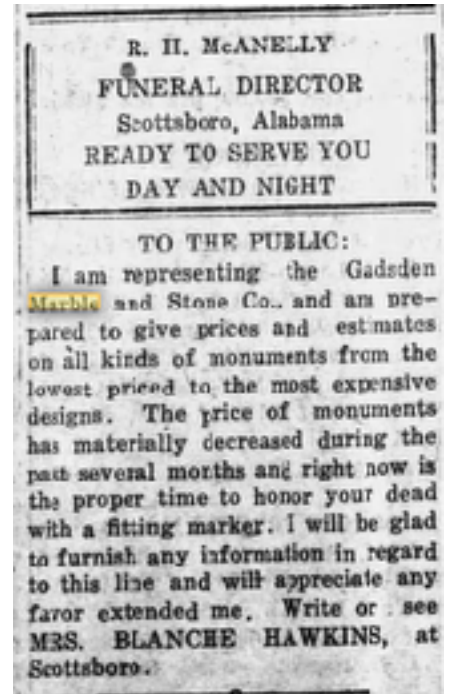 R. H. McANELLY
FUNERAL DIRECTOR
Scottsboro, Alabama
READY TO SERVE YOU
DAY AND NIGHT
TO THE PUBLIC:
I am representing the Gadsden
Marble and Stone Co., and am pre-
pared to give prices and estimates
on all kinds of monuments from the
lowest priced to the most expensive
designs. The price of monuments
has materially decreased during the
past several months and right now is
the proper time to honor your dead
with a fitting marker. I will be glad
to furnish any information in regard
to this line and will appreciate any
favor extended me. Write or see
MRS. BLANCHE HAWKINS, at
Scottsboro.